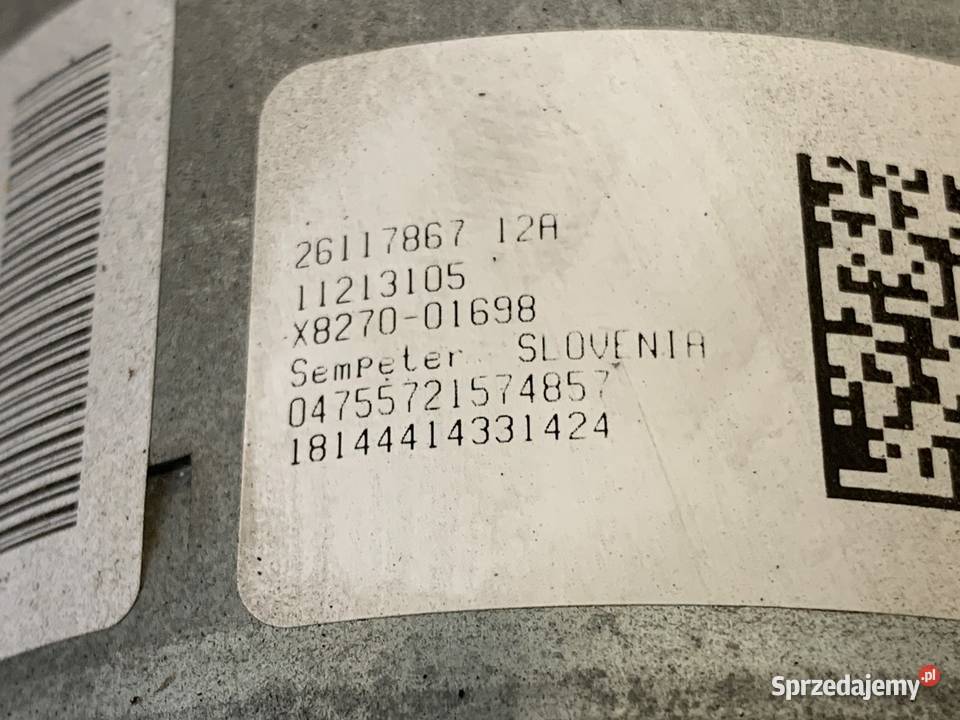 26117867 12A
11213105
X8270-01698
SemPeter SLOVENIA
04755721574857
18144414331424
Sprzedajemy.pl